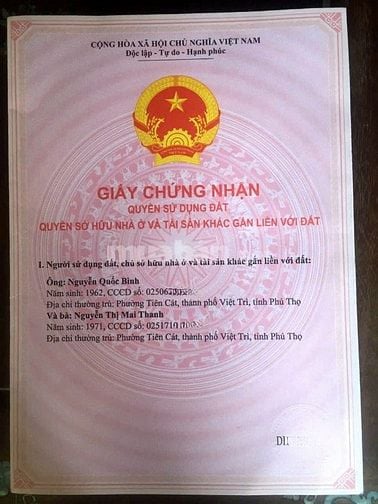 CỘNG HÒA XÃ HỘI CHỦ NGHĨA VIỆT NAM
Độc lập - Tự do - Hạnh phúc
GIẤY CHỨNG NHẬN
QUYỀN SỬ DỤNG ĐẤT
QUYỀN SỞ HỮU NHÀ Ở VÀ TÀI SẢN KHÁC GẮN LIỀN VỚI ĐẤT
I. Người sử dụng đất, chủ sở hữu nhà ở và tài sản khác gắn liền với đất:
Ông: Nguyễn Quốc Bình
Năm sinh: 1962, CCCD số:
Địa chỉ thường trú: Phường Tiên Cát, thành phố Việt Trì, tỉnh Phú Thọ
Và bà: Nguyễn Thị Mai Thanh
Năm sinh: 1971, CCCD số:
Địa chỉ thường trú: Phường Tiên Cát, thành phố Việt Trì, tỉnh Phú Thọ